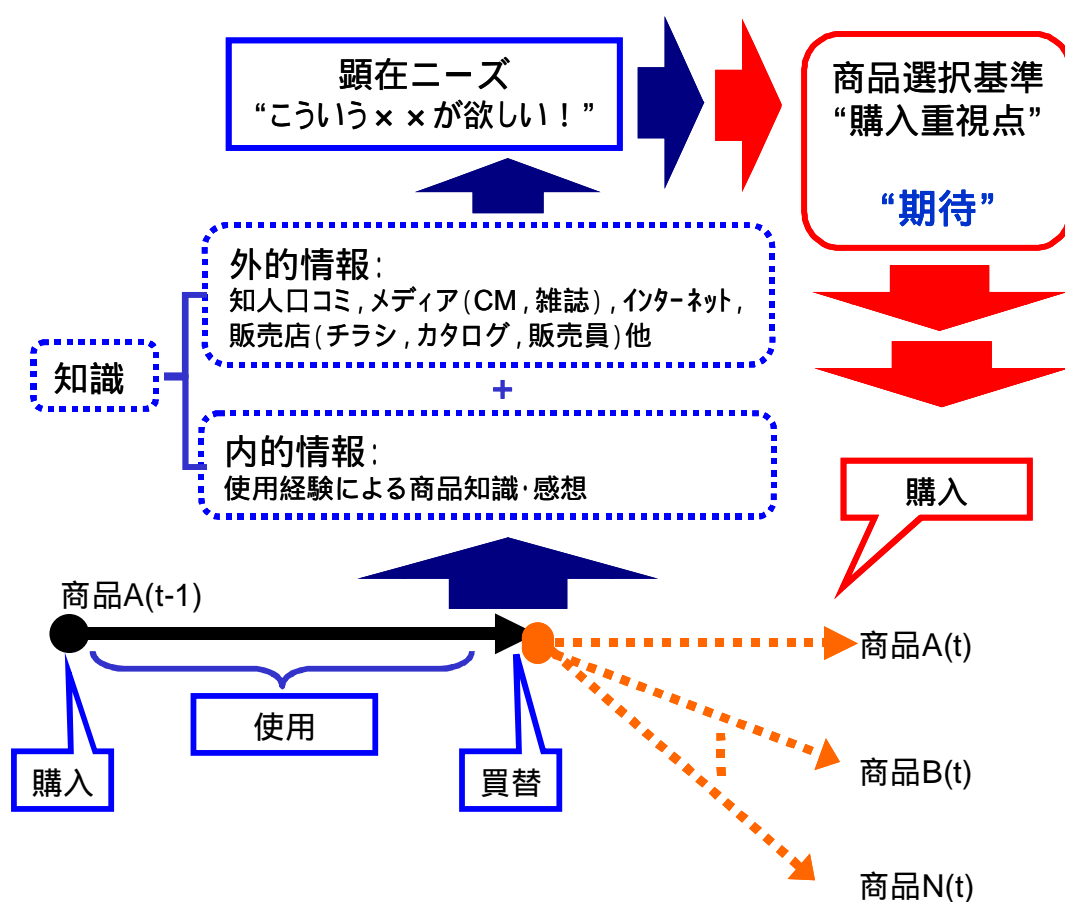 顕在ニーズ
“こういう××が欲しい！”
商品選択基準
“購入重視点”
“期待”
外的情報：
知人口コミ，メディア（CM，雑誌），インターネット，
販売店（チラシ，カタログ，販売員）他
知識
+
内的情報：
使用経験による商品知識・感想
購入
商品A(t-1)
商品A(t)
使用
購入
買替
商品B(t)
商品N(t)